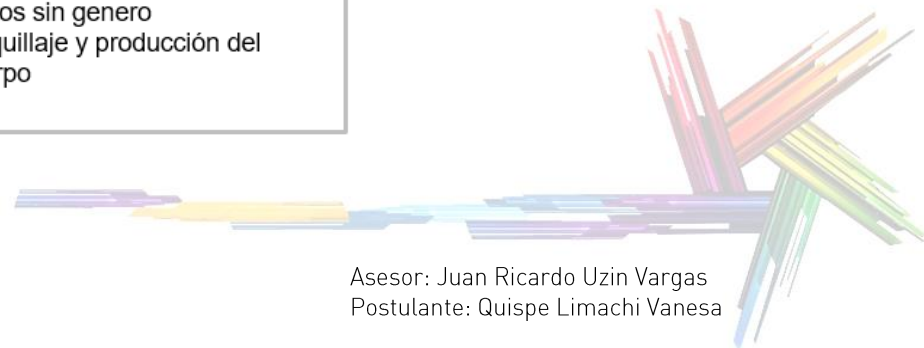 os sin genero
quillaje y producción del
rpo
Asesor: Juan Ricardo Uzin Vargas
Postulante: Quispe Limachi Vanesa